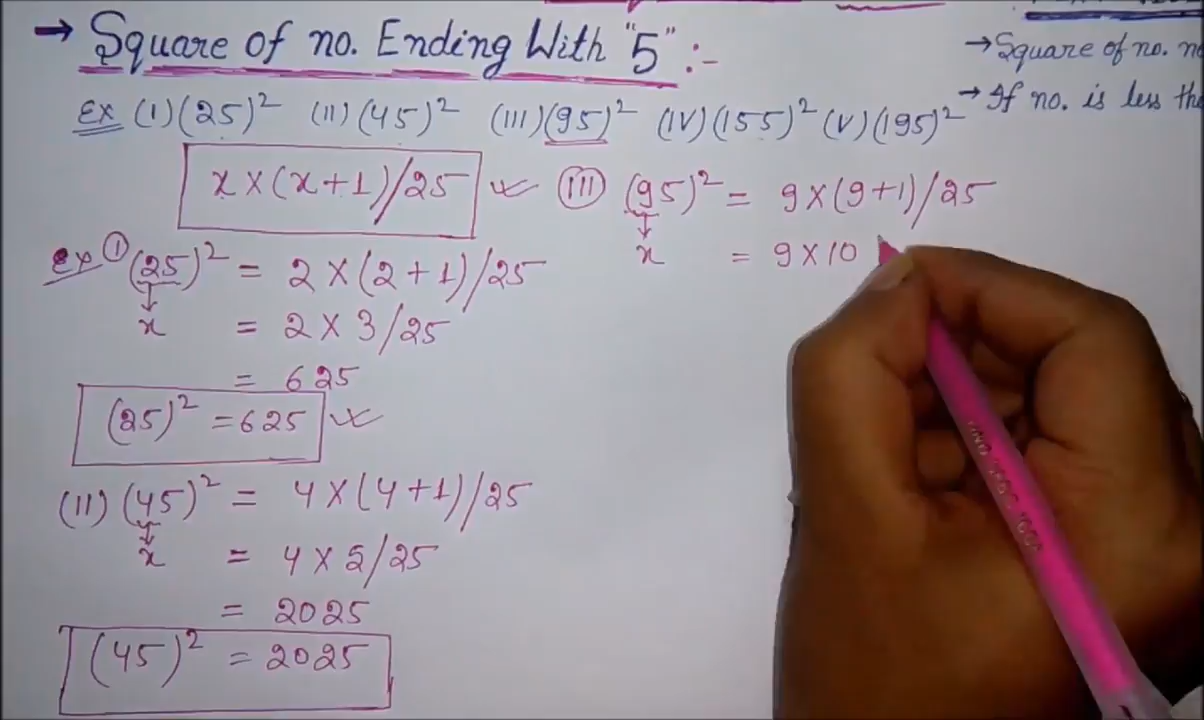 → Square of no. Ending With "5" :-
Ex (I) (25)² (II) (45)² (III) (95)² (IV) (155)² (V) (195)²
x × (x+1)/25
Ex ① (25)² = 2 × (2+1)/25
x
= 2 × 3/25
= 625
(25)² = 625
(II) (45)² = 4 × (4+1)/25
x
= 4 × 5/25
= 2025
(45)² = 2025
(III) (95)² = 9 × (9+1)/25
x
= 9 × 10
→ Square of no.
→ If no. is less